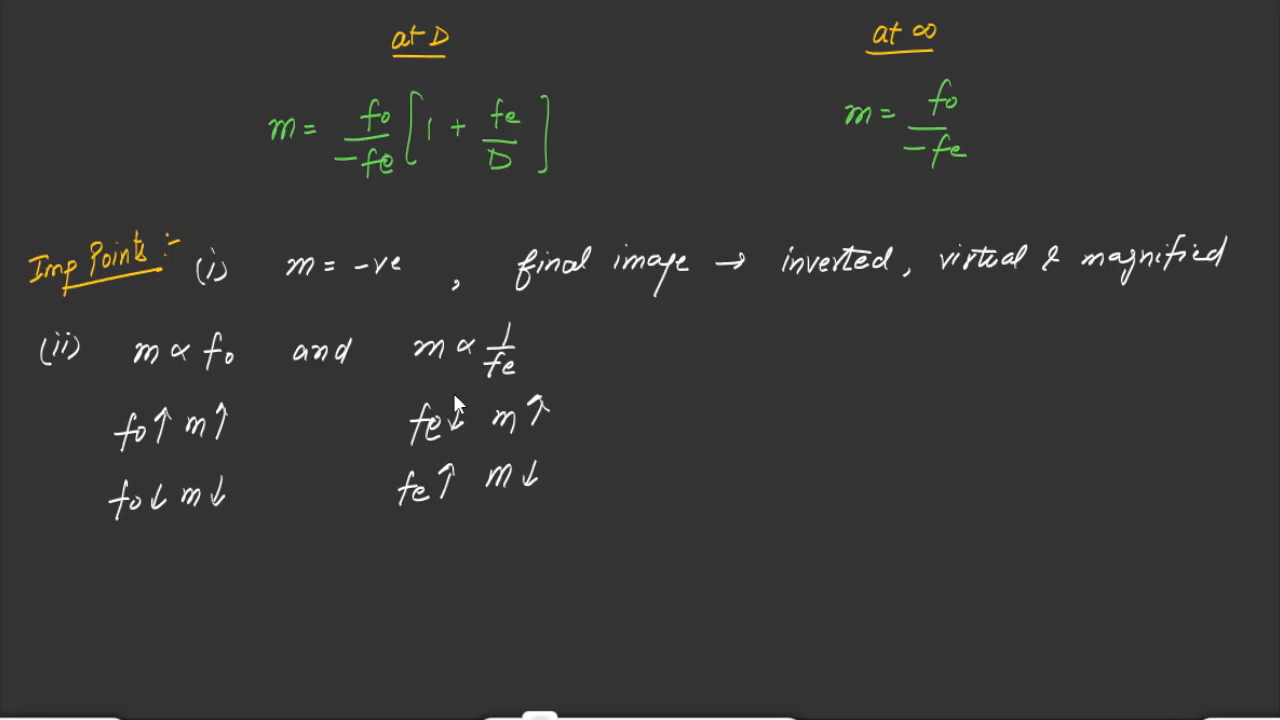 at D
at ∞
m = fo/-fe [1 + fe/D]
m = fo/-fe
Imp Points :- (i) m = -ve , final image → inverted, virtual & magnified
(ii) m ∝ fo and m ∝ 1/fe
fo↑ m↑ fe↓ m↑
fo↓ m↓ fe↑ m↓